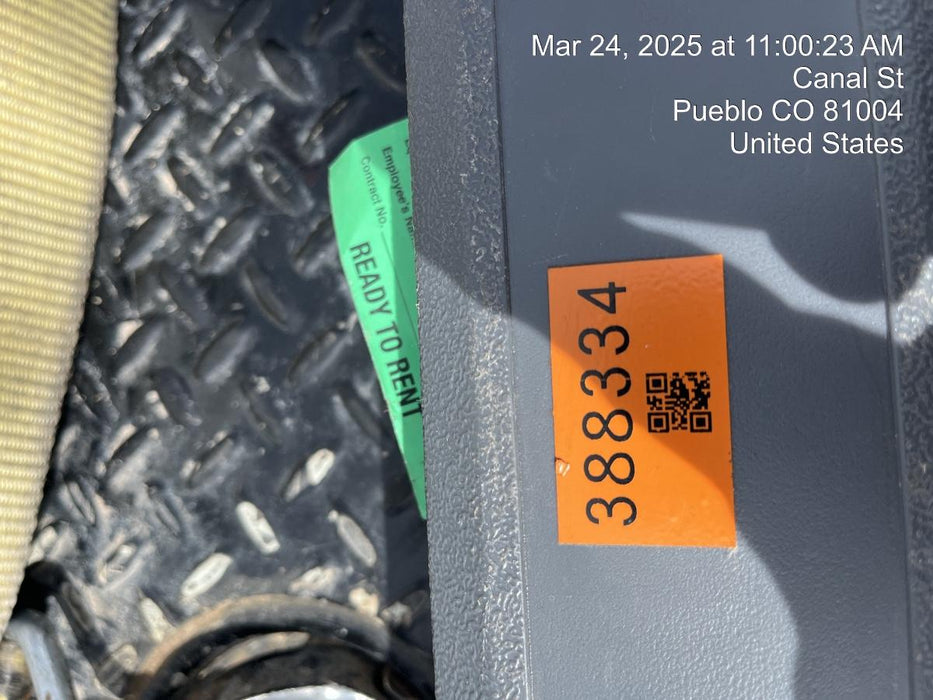 Mar 24, 2025 at 11:00:23 AM
Canal St
Pueblo CO 81004
United States
Employee's
Contract No.
READY TO RENT
388334